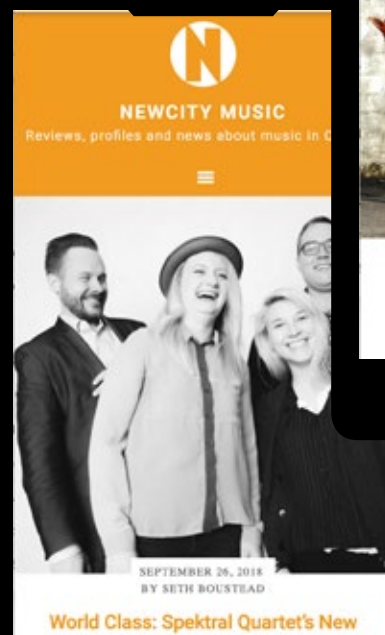 N
NEWCITY MUSIC
Reviews, profiles and news about music in
SEPTEMBER 26, 2018
BY SETH BOUSTEAD
World Class: Spektral Quartet's New